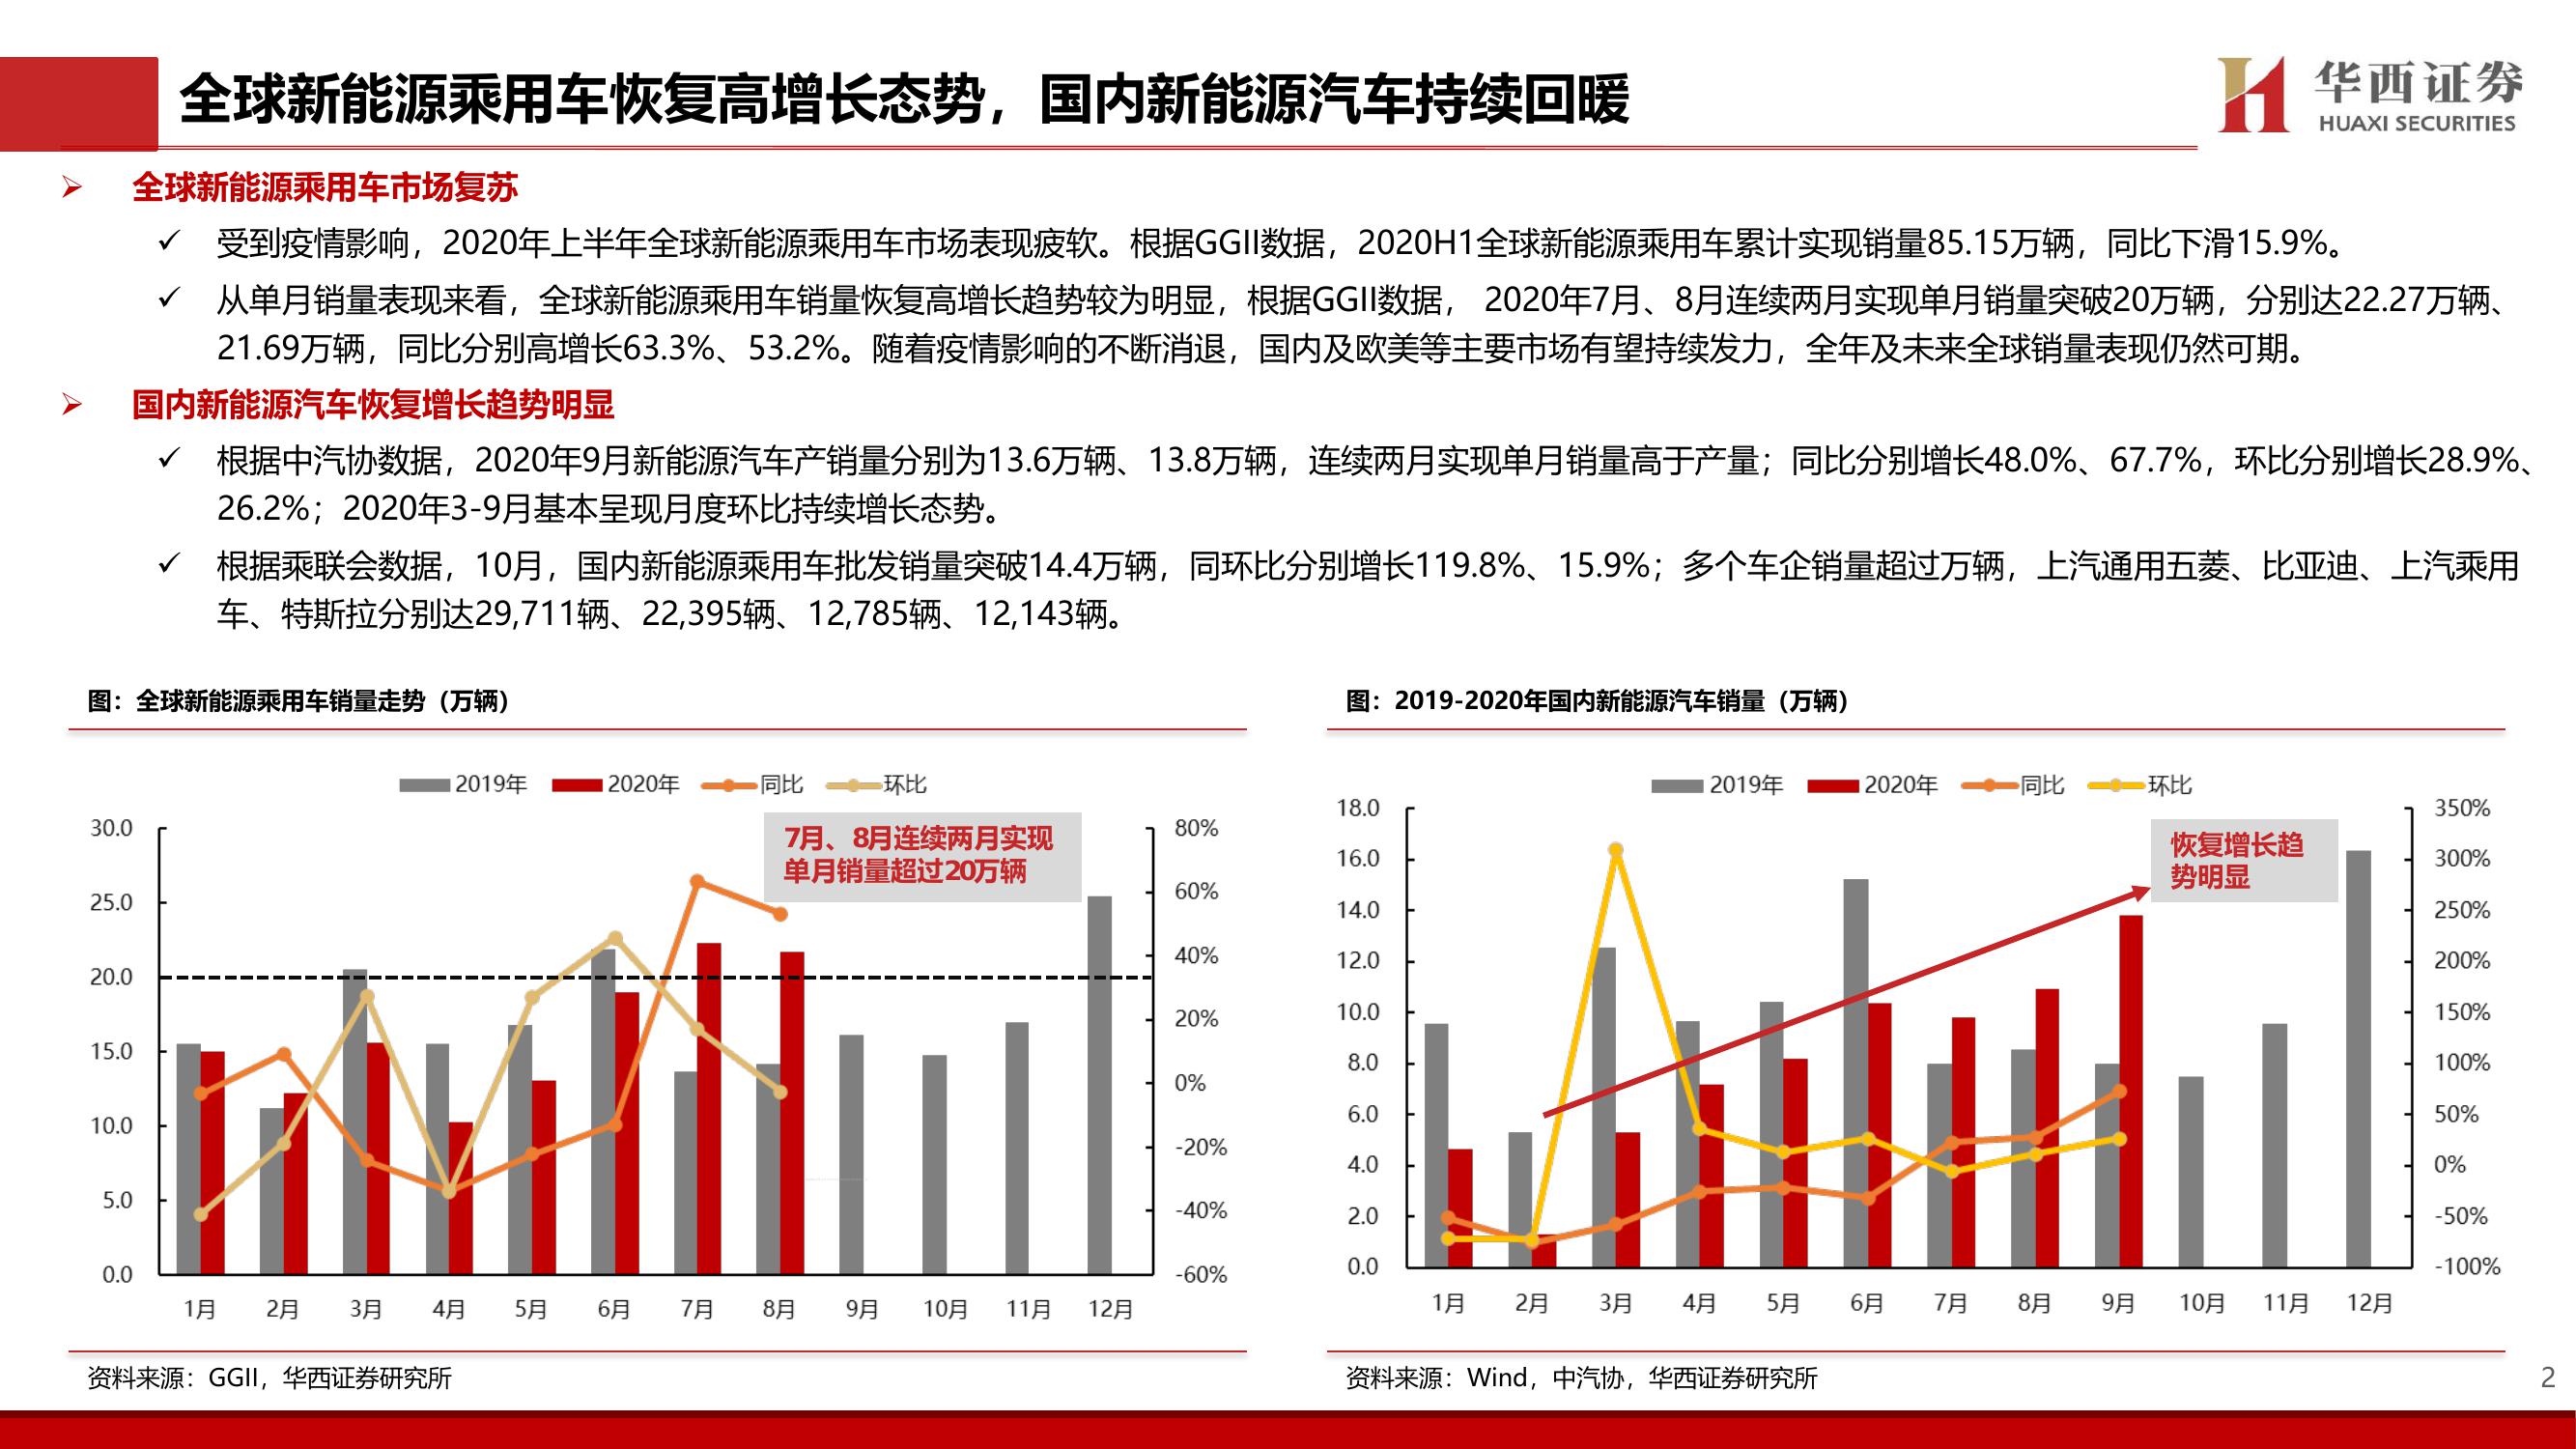 全球新能源乘用车恢复高增长态势，国内新能源汽车持续回暖
华西证券
HUAXI SECURITIES
全球新能源乘用车市场复苏
受到疫情影响，2020年上半年全球新能源乘用车市场表现疲软。根据GGII数据，2020H1全球新能源乘用车累计实现销量85.15万辆，同比下滑15.9%。
从单月销量表现来看，全球新能源乘用车销量恢复高增长趋势较为明显，根据GGII数据， 2020年7月、8月连续两月实现单月销量突破20万辆，分别达22.27万辆、
21.69万辆，同比分别高增长63.3%、53.2%。随着疫情影响的不断消退，国内及欧美等主要市场有望持续发力，全年及未来全球销量表现仍然可期。
国内新能源汽车恢复增长趋势明显
根据中汽协数据，2020年9月新能源汽车产销量分别为13.6万辆、13.8万辆，连续两月实现单月销量高于产量；同比分别增长48.0%、67.7%，环比分别增长28.9%、
26.2%；2020年3-9月基本呈现月度环比持续增长态势。
根据乘联会数据，10月，国内新能源乘用车批发销量突破14.4万辆，同环比分别增长119.8%、15.9%；多个车企销量超过万辆，上汽通用五菱、比亚迪、上汽乘用
车、特斯拉分别达29,711辆、22,395辆、12,785辆、12,143辆。
图：全球新能源乘用车销量走势（万辆）
2019年 2020年 同比 环比
7月、8月连续两月实现
单月销量超过20万辆
30.0
25.0
20.0
15.0
10.0
5.0
0.0
80%
60%
40%
20%
0%
-20%
-40%
-60%
1月 2月 3月 4月 5月 6月 7月 8月 9月 10月 11月 12月
资料来源：GGII，华西证券研究所
图：2019-2020年国内新能源汽车销量（万辆）
2019年 2020年 同比 环比
恢复增长趋
势明显
18.0
16.0
14.0
12.0
10.0
8.0
6.0
4.0
2.0
0.0
350%
300%
250%
200%
150%
100%
50%
0%
-50%
-100%
1月 2月 3月 4月 5月 6月 7月 8月 9月 10月 11月 12月
资料来源：Wind，中汽协，华西证券研究所
2